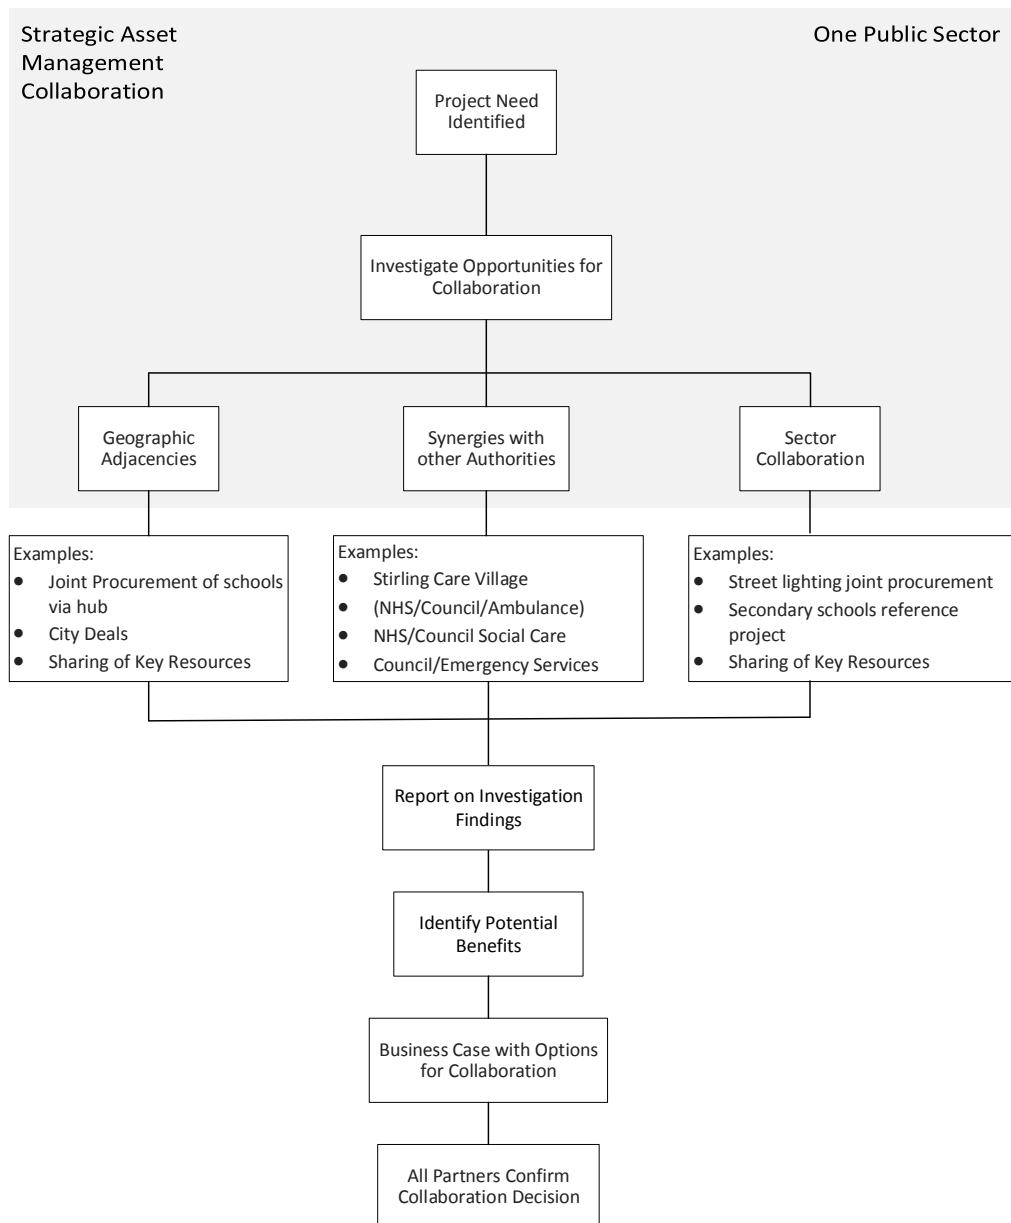 Strategic Asset
Management
Collaboration
One Public Sector
Project Need
Identified
Investigate Opportunities for
Collaboration
Geographic
Adjacencies
Synergies with
other Authorities
Sector
Collaboration
Examples:
● Joint Procurement of schools
via hub
● City Deals
● Sharing of Key Resources
Examples:
● Stirling Care Village
● (NHS/Council/Ambulance)
● NHS/Council Social Care
● Council/Emergency Services
Examples:
● Street lighting joint procurement
● Secondary schools reference
project
● Sharing of Key Resources
Report on Investigation
Findings
Identify Potential
Benefits
Business Case with Options
for Collaboration
All Partners Confirm
Collaboration Decision